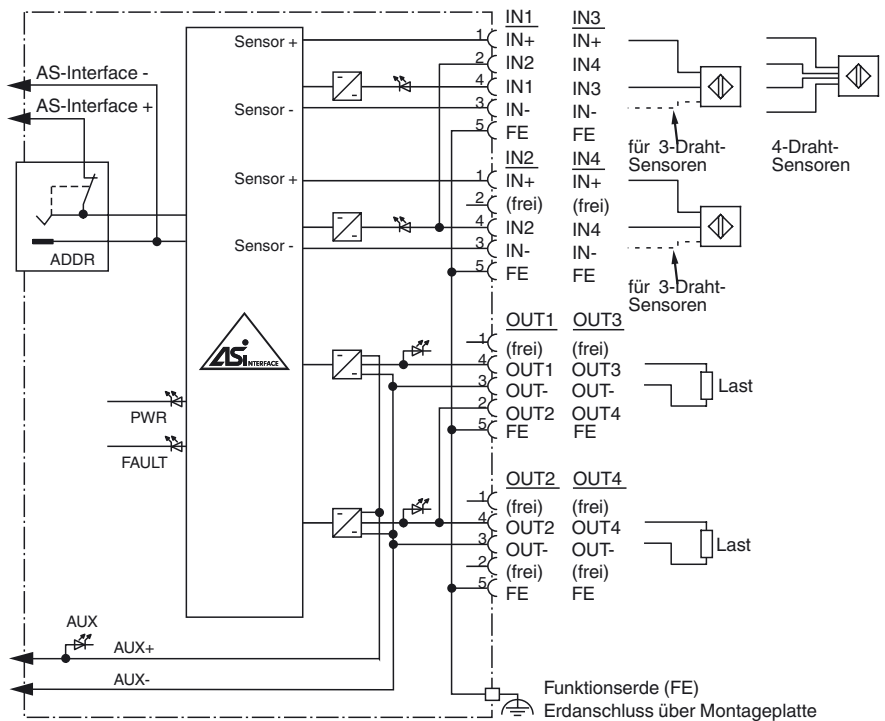 AS-Interface -
AS-Interface +
ADDR
Sensor +
Sensor -
Sensor +
Sensor -
ASi INTERFACE
PWR
FAULT
AUX
AUX+
AUX-
IN1 IN3
1 IN+ IN+
2 IN2 IN4
4 IN1 IN3
3 IN- IN-
5 FE FE
für 3-Draht-
Sensoren
4-Draht-
Sensoren
IN2 IN4
1 IN+ IN+
2 (frei) (frei)
4 IN2 IN4
3 IN- IN-
5 FE FE
für 3-Draht-
Sensoren
OUT1 OUT3
1 (frei) (frei)
4 OUT1 OUT3
3 OUT- OUT-
2 OUT2 OUT4
5 FE FE
Last
OUT2 OUT4
1 (frei) (frei)
4 OUT2 OUT4
3 OUT- OUT-
2 (frei) (frei)
5 FE FE
Last
Funktionserde (FE)
Erdanschluss über Montageplatte